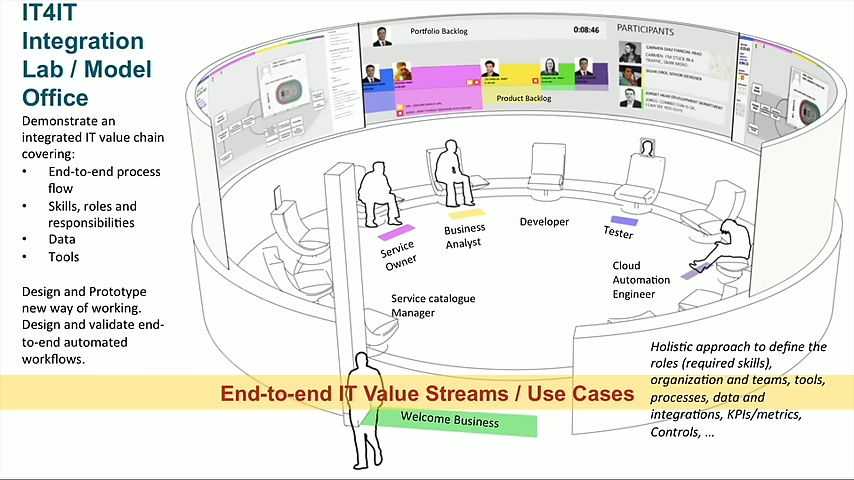 IT4IT
Integration
Lab / Model
Office
Demonstrate an
integrated IT value chain
covering:
• End-to-end process
flow
• Skills, roles and
responsibilities
• Data
• Tools
Design and Prototype
new way of working.
Design and validate end-
to-end automated
workflows.
Portfolio Backlog
0:08:46
PARTICIPANTS
Product Backlog
Service
Owner
Business
Analyst
Developer
Tester
Cloud
Automation
Engineer
Service catalogue
Manager
Holistic approach to define the
roles (required skills),
organization and teams, tools,
processes, data and
integrations, KPIs/metrics,
Controls, ...
End-to-end IT Value Streams / Use Cases
Welcome Business